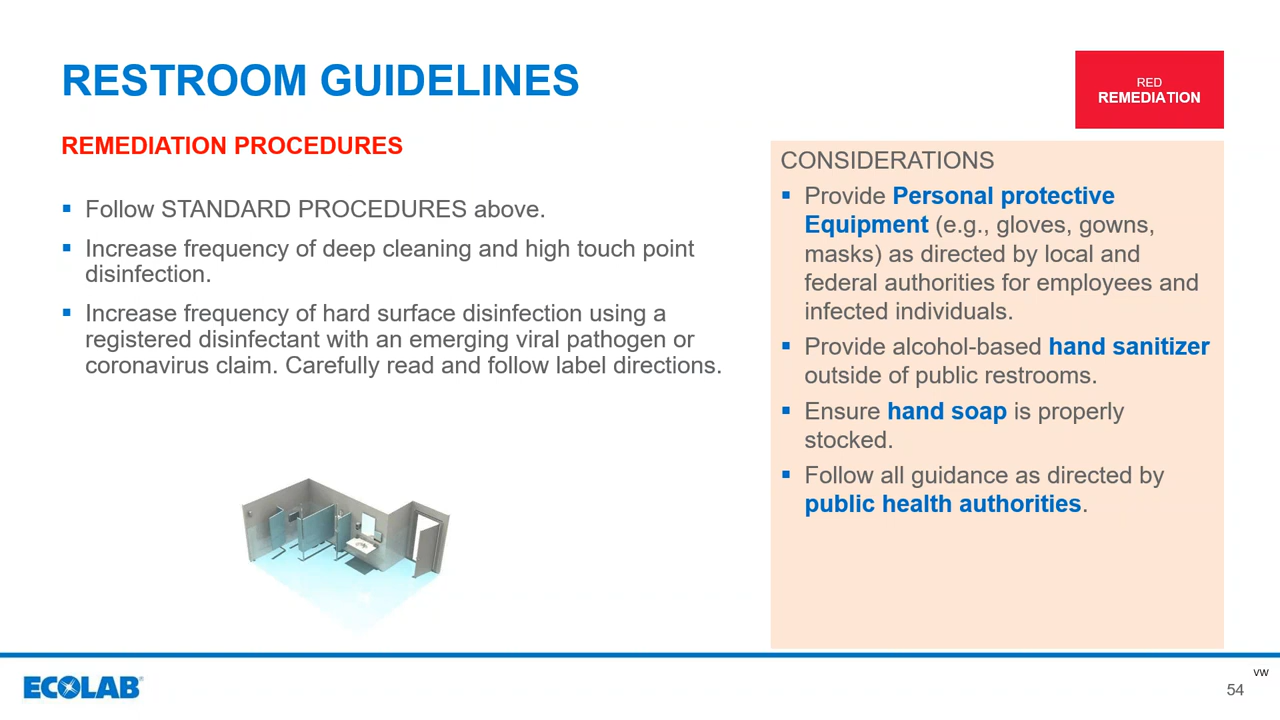 RESTROOM GUIDELINES
RED
REMEDIATION
REMEDIATION PROCEDURES
▪ Follow STANDARD PROCEDURES above.
▪ Increase frequency of deep cleaning and high touch point
disinfection.
▪ Increase frequency of hard surface disinfection using a
registered disinfectant with an emerging viral pathogen or
coronavirus claim. Carefully read and follow label directions.
CONSIDERATIONS
▪ Provide Personal protective
Equipment (e.g., gloves, gowns,
masks) as directed by local and
federal authorities for employees and
infected individuals.
▪ Provide alcohol-based hand sanitizer
outside of public restrooms.
▪ Ensure hand soap is properly
stocked.
▪ Follow all guidance as directed by
public health authorities.
ECOLAB®
VW
54